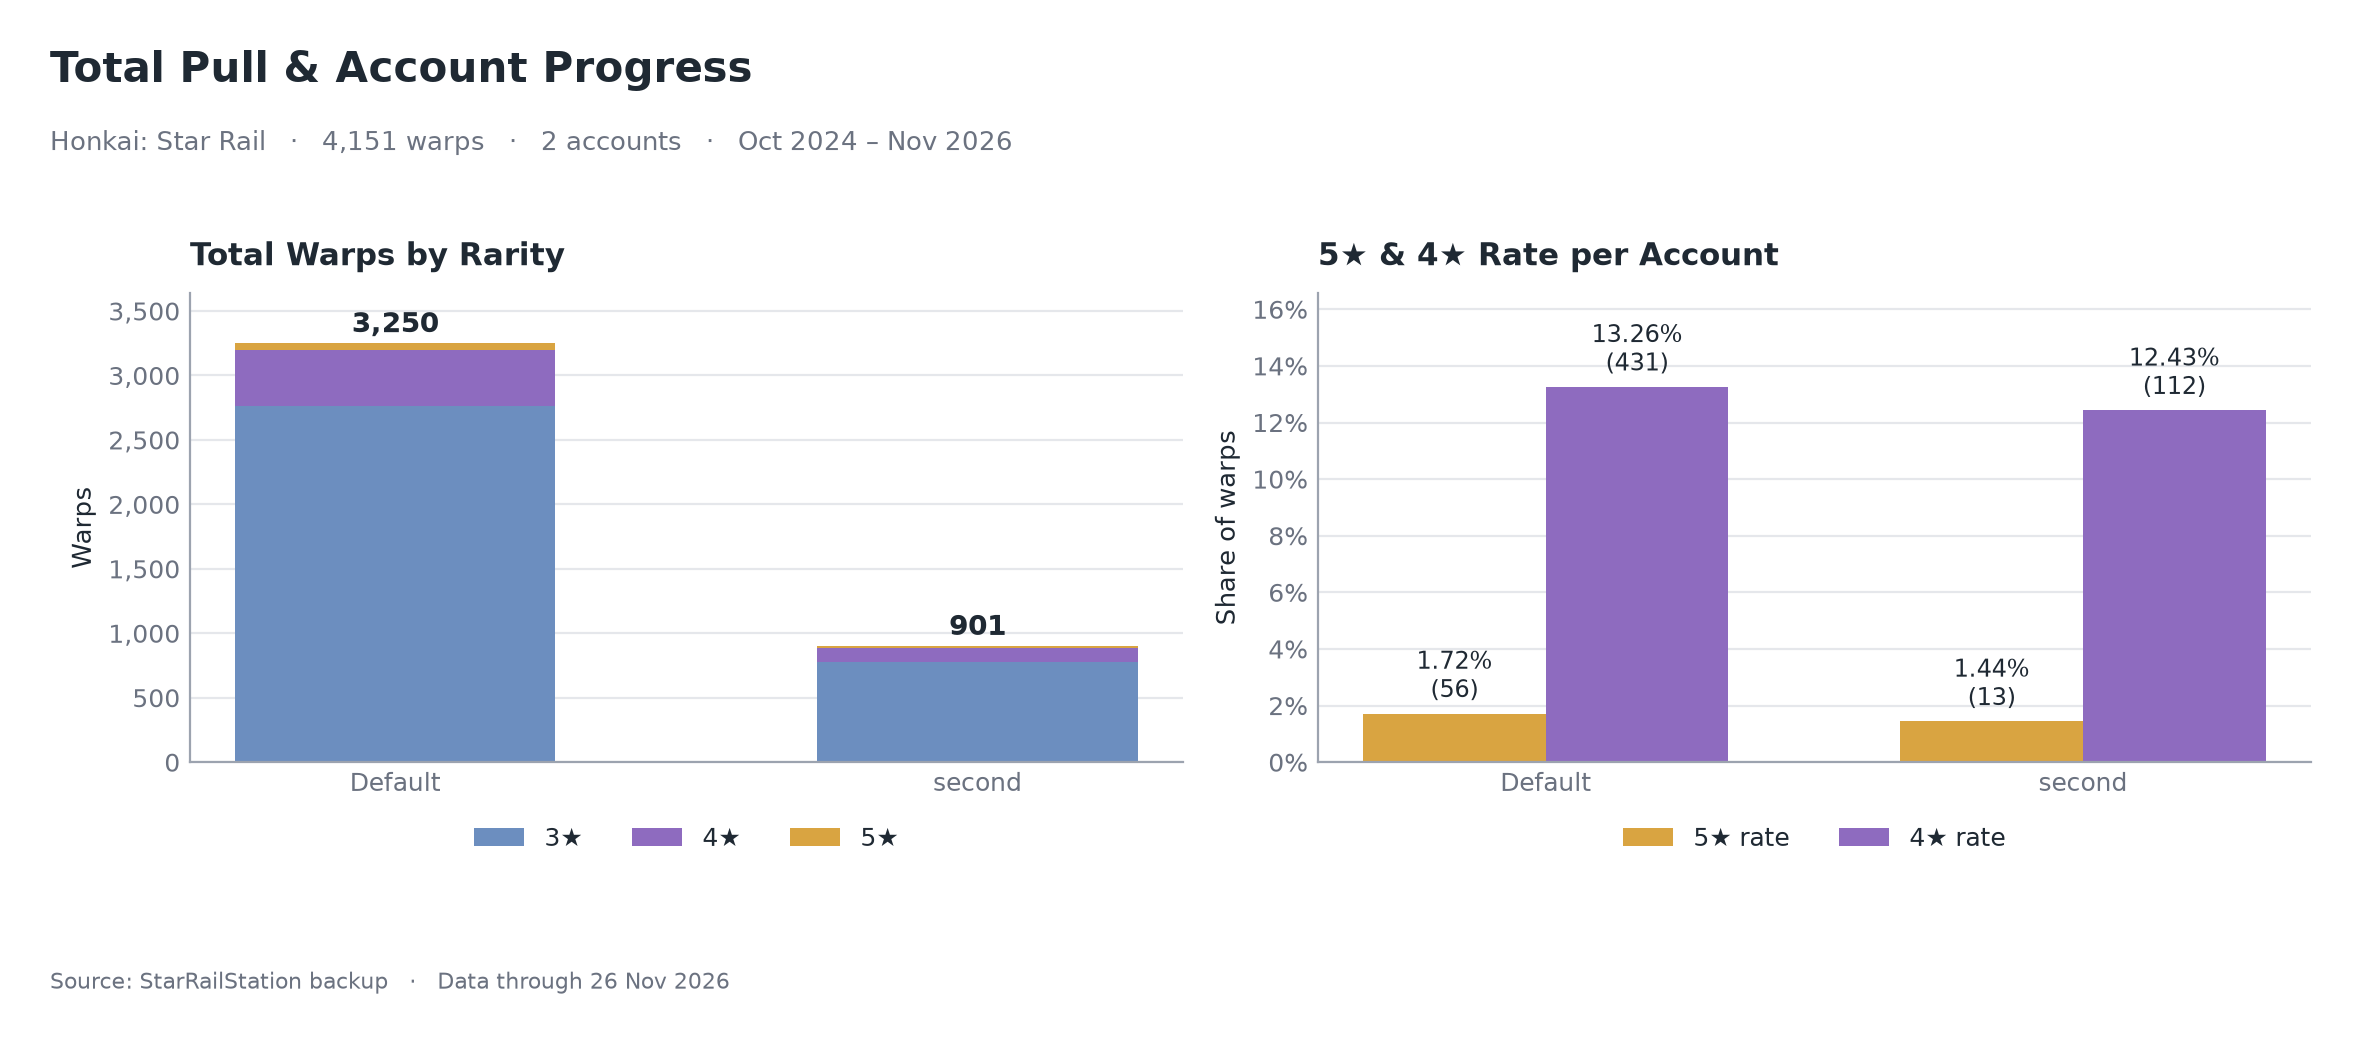 Total Pull & Account Progress
Honkai: Star Rail · 4,151 warps · 2 accounts · Oct 2024 – Nov 2026
Total Warps by Rarity
Warps
3,500
3,000
2,500
2,000
1,500
1,000
500
0
3,250
901
Default
second
3★
4★
5★
5★ & 4★ Rate per Account
Share of warps
16%
14%
12%
10%
8%
6%
4%
2%
0%
1.72%
(56)
13.26%
(431)
1.44%
(13)
12.43%
(112)
Default
second
5★ rate
4★ rate
Source: StarRailStation backup · Data through 26 Nov 2026